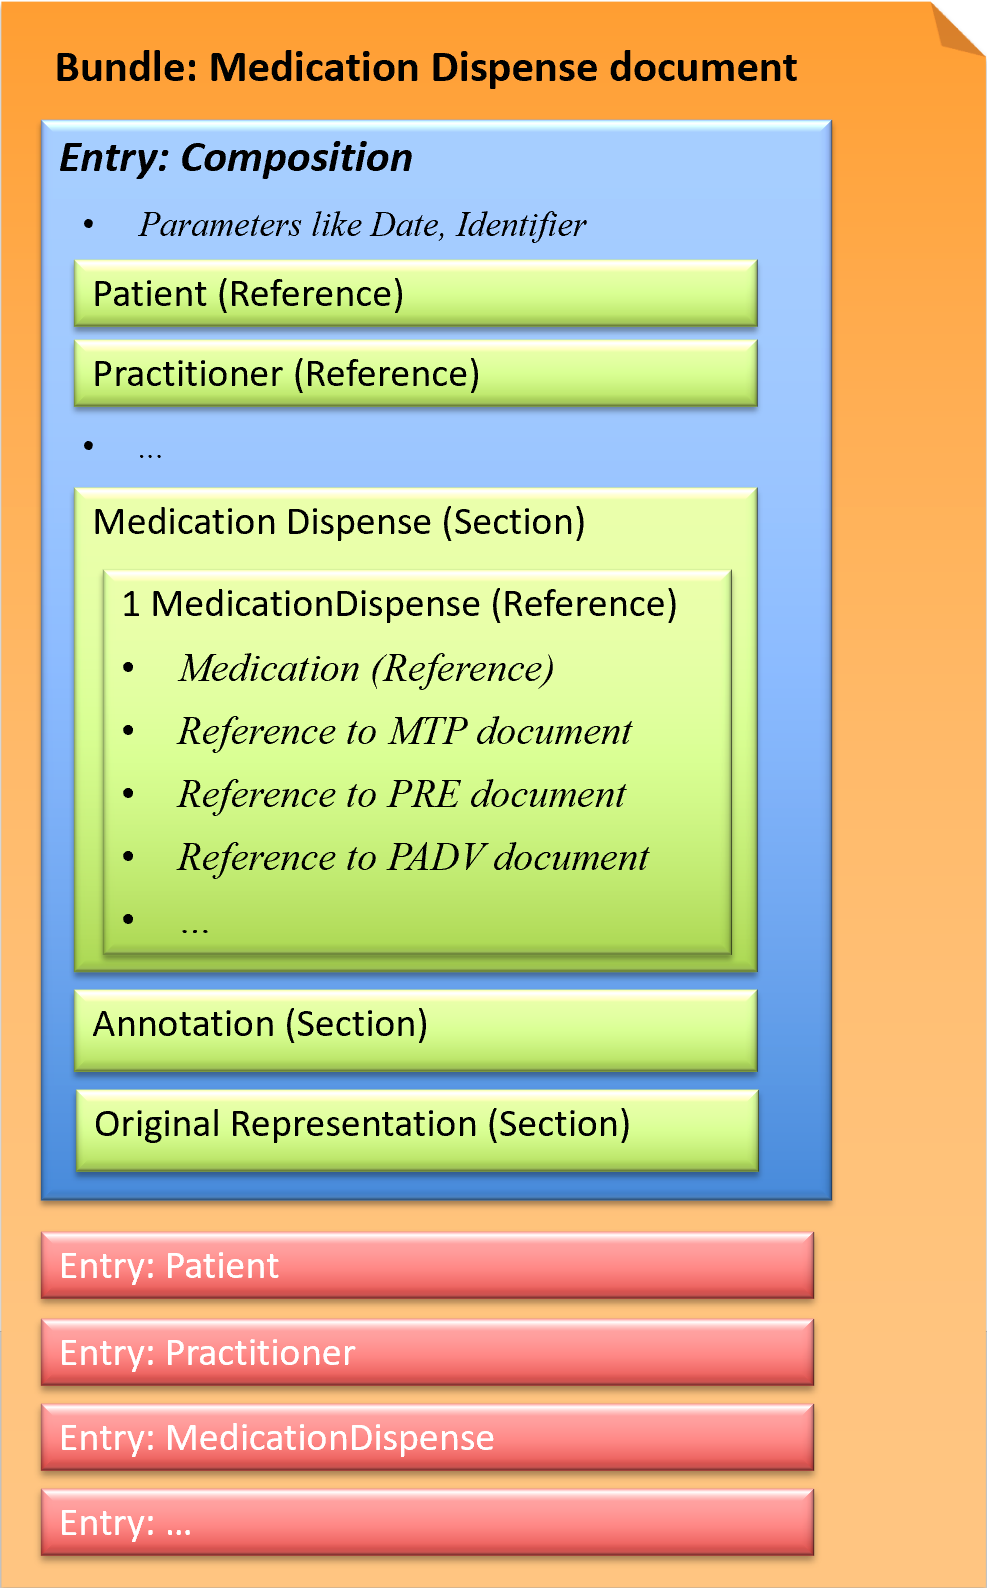 Bundle: Medication Dispense document
Entry: Composition
• Parameters like Date, Identifier
Patient (Reference)
Practitioner (Reference)
• ...
Medication Dispense (Section)
1 MedicationDispense (Reference)
• Medication (Reference)
• Reference to MTP document
• Reference to PRE document
• Reference to PADV document
• ...
Annotation (Section)
Original Representation (Section)
Entry: Patient
Entry: Practitioner
Entry: MedicationDispense
Entry: ...